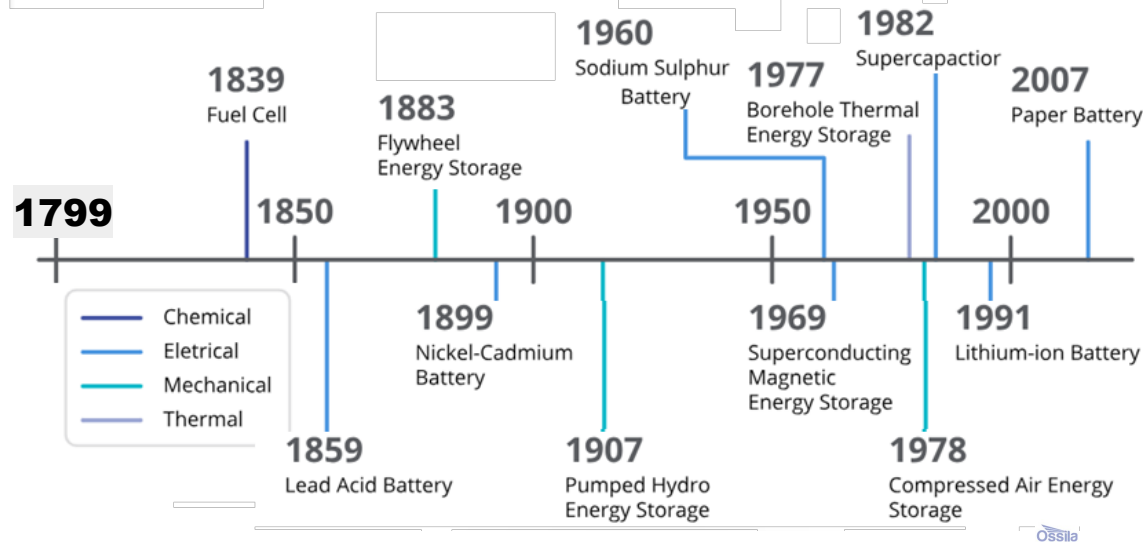 1960
Sodium Sulphur
Battery
1982
Supercapactior
1839
Fuel Cell
1883
Flywheel
Energy Storage
1977
Borehole Thermal
Energy Storage
2007
Paper Battery
1799
1850
1900
1950
2000
Chemical
Eletrical
Mechanical
Thermal
1899
Nickel-Cadmium
Battery
1969
Superconducting
Magnetic
Energy Storage
1991
Lithium-ion Battery
1859
Lead Acid Battery
1907
Pumped Hydro
Energy Storage
1978
Compressed Air Energy
Storage
Ossila